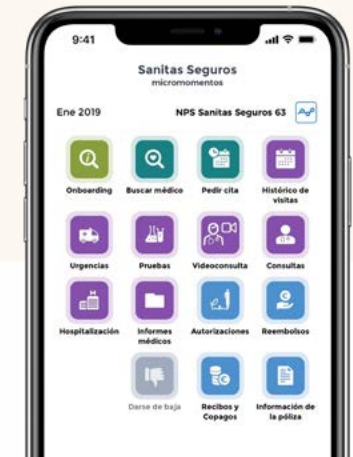 9:41
Sanitas Seguros
micromomentos
Ene 2019
NPS Sanitas Seguros 63
Onboarding
Buscar médico
Pedir cita
Histórico de
visitas
Urgencias
Pruebas
Videoconsulta
Consultas
Hospitalización
Informes
médicos
Autorizaciones
Reembolsos
Darse de baja
Recibos y
Copagos
Información de
la póliza